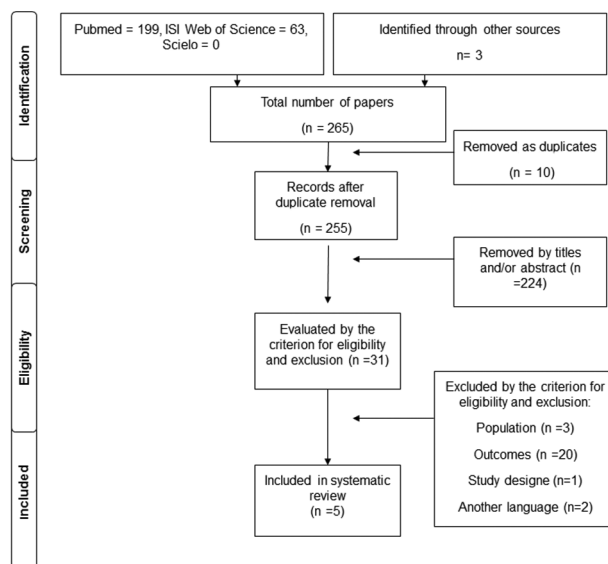 Pubmed = 199, ISI Web of Science = 63,
Scielo = 0
Identified through other sources
n= 3
Identification
Total number of papers
(n = 265)
Removed as duplicates
(n = 10)
Screening
Records after
duplicate removal
(n = 255)
Removed by titles
and/or abstract (n
=224)
Eligibility
Evaluated by the
criterion for eligibility
and exclusion (n =31)
Excluded by the criterion for
eligibility and exclusion:
Population (n =3)
Outcomes (n =20)
Study designe (n=1)
Another language (n=2)
Included
Included in systematic
review
(n =5)